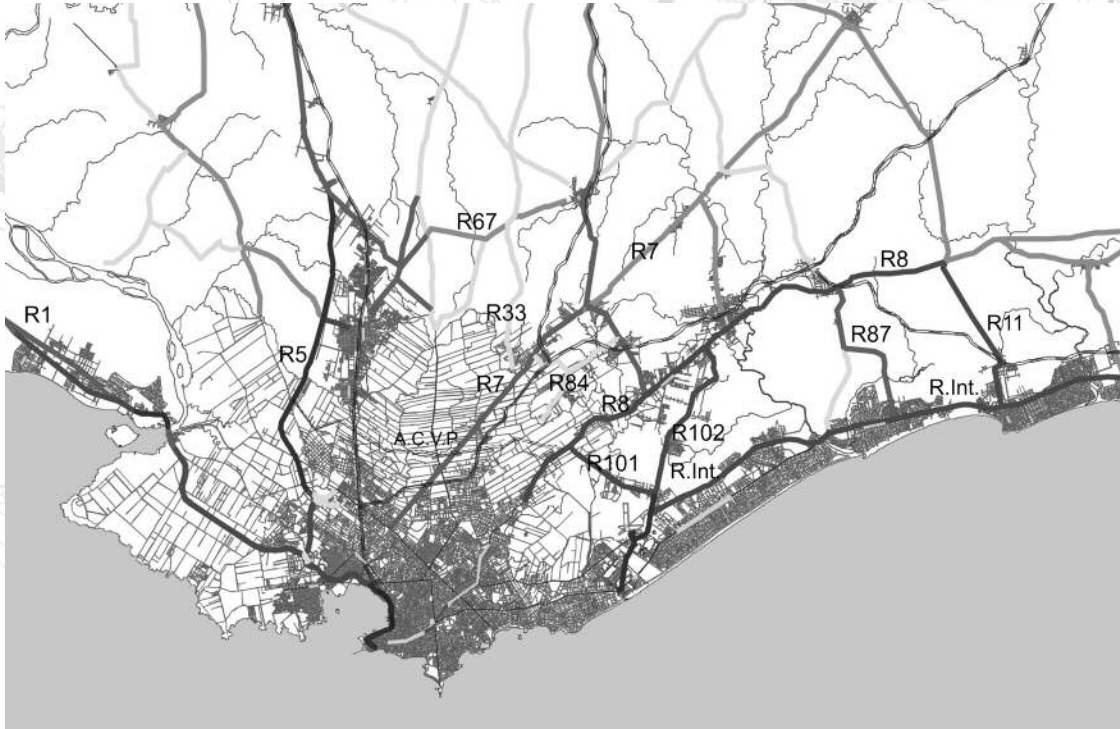 R67
R7
R8
R1
R33
R5
R87
R11
R7
R84
R.Int.
R8
A.C.V.P.
R102
R101
R.Int.